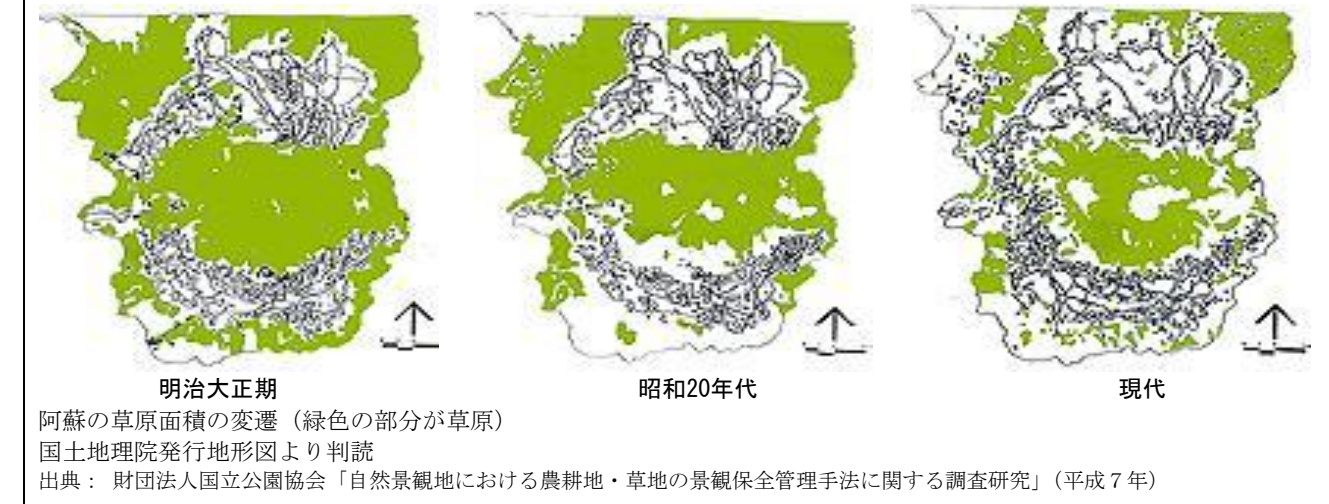 明治大正期
昭和20年代
現代
阿蘇の草原面積の変遷（緑色の部分が草原）
国土地理院発行地形図より判読
出典： 財団法人国立公園協会「自然景観地における農耕地・草地の景観保全管理手法に関する調査研究」（平成７年）